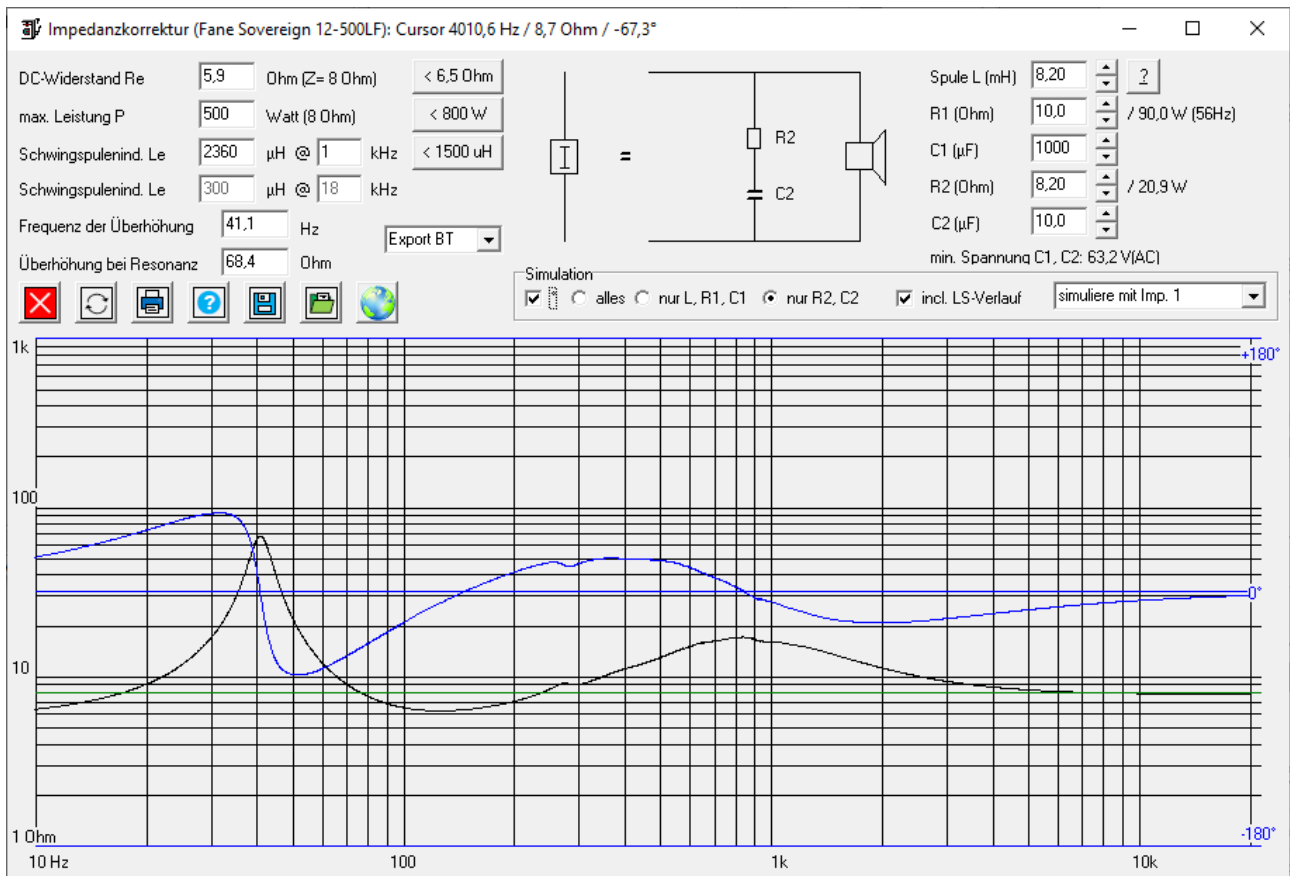 Impedanzkorrektur (Fane Sovereign 12-500LF): Cursor 4010,6 Hz / 8,7 Ohm / -67,3°
DC-Widerstand Re 5,9 Ohm (Z= 8 Ohm) < 6,5 Ohm
max. Leistung P 500 Watt (8 Ohm) < 800 W
Schwingspulenind. Le 2360 µH @ 1 kHz < 1500 uH
Schwingspulenind. Le 300 µH @ 18 kHz
Frequenz der Überhöhung 41,1 Hz
Export BT
Überhöhung bei Resonanz 68,4 Ohm
I = R2
C2
Spule L (mH) 8,20 ?
R1 (Ohm) 10,0 / 90,0 W (56Hz)
C1 (µF) 1000
R2 (Ohm) 8,20 / 20,9 W
C2 (µF) 10,0
min. Spannung C1, C2: 63,2 V(AC)
Simulation
* alles nur L, R1, C1 nur R2, C2 incl. LS-Verlauf simuliere mit Imp. 1
?
1k
+180°
100
0°
10
1 Ohm
-180°
10 Hz 100 1k 10k